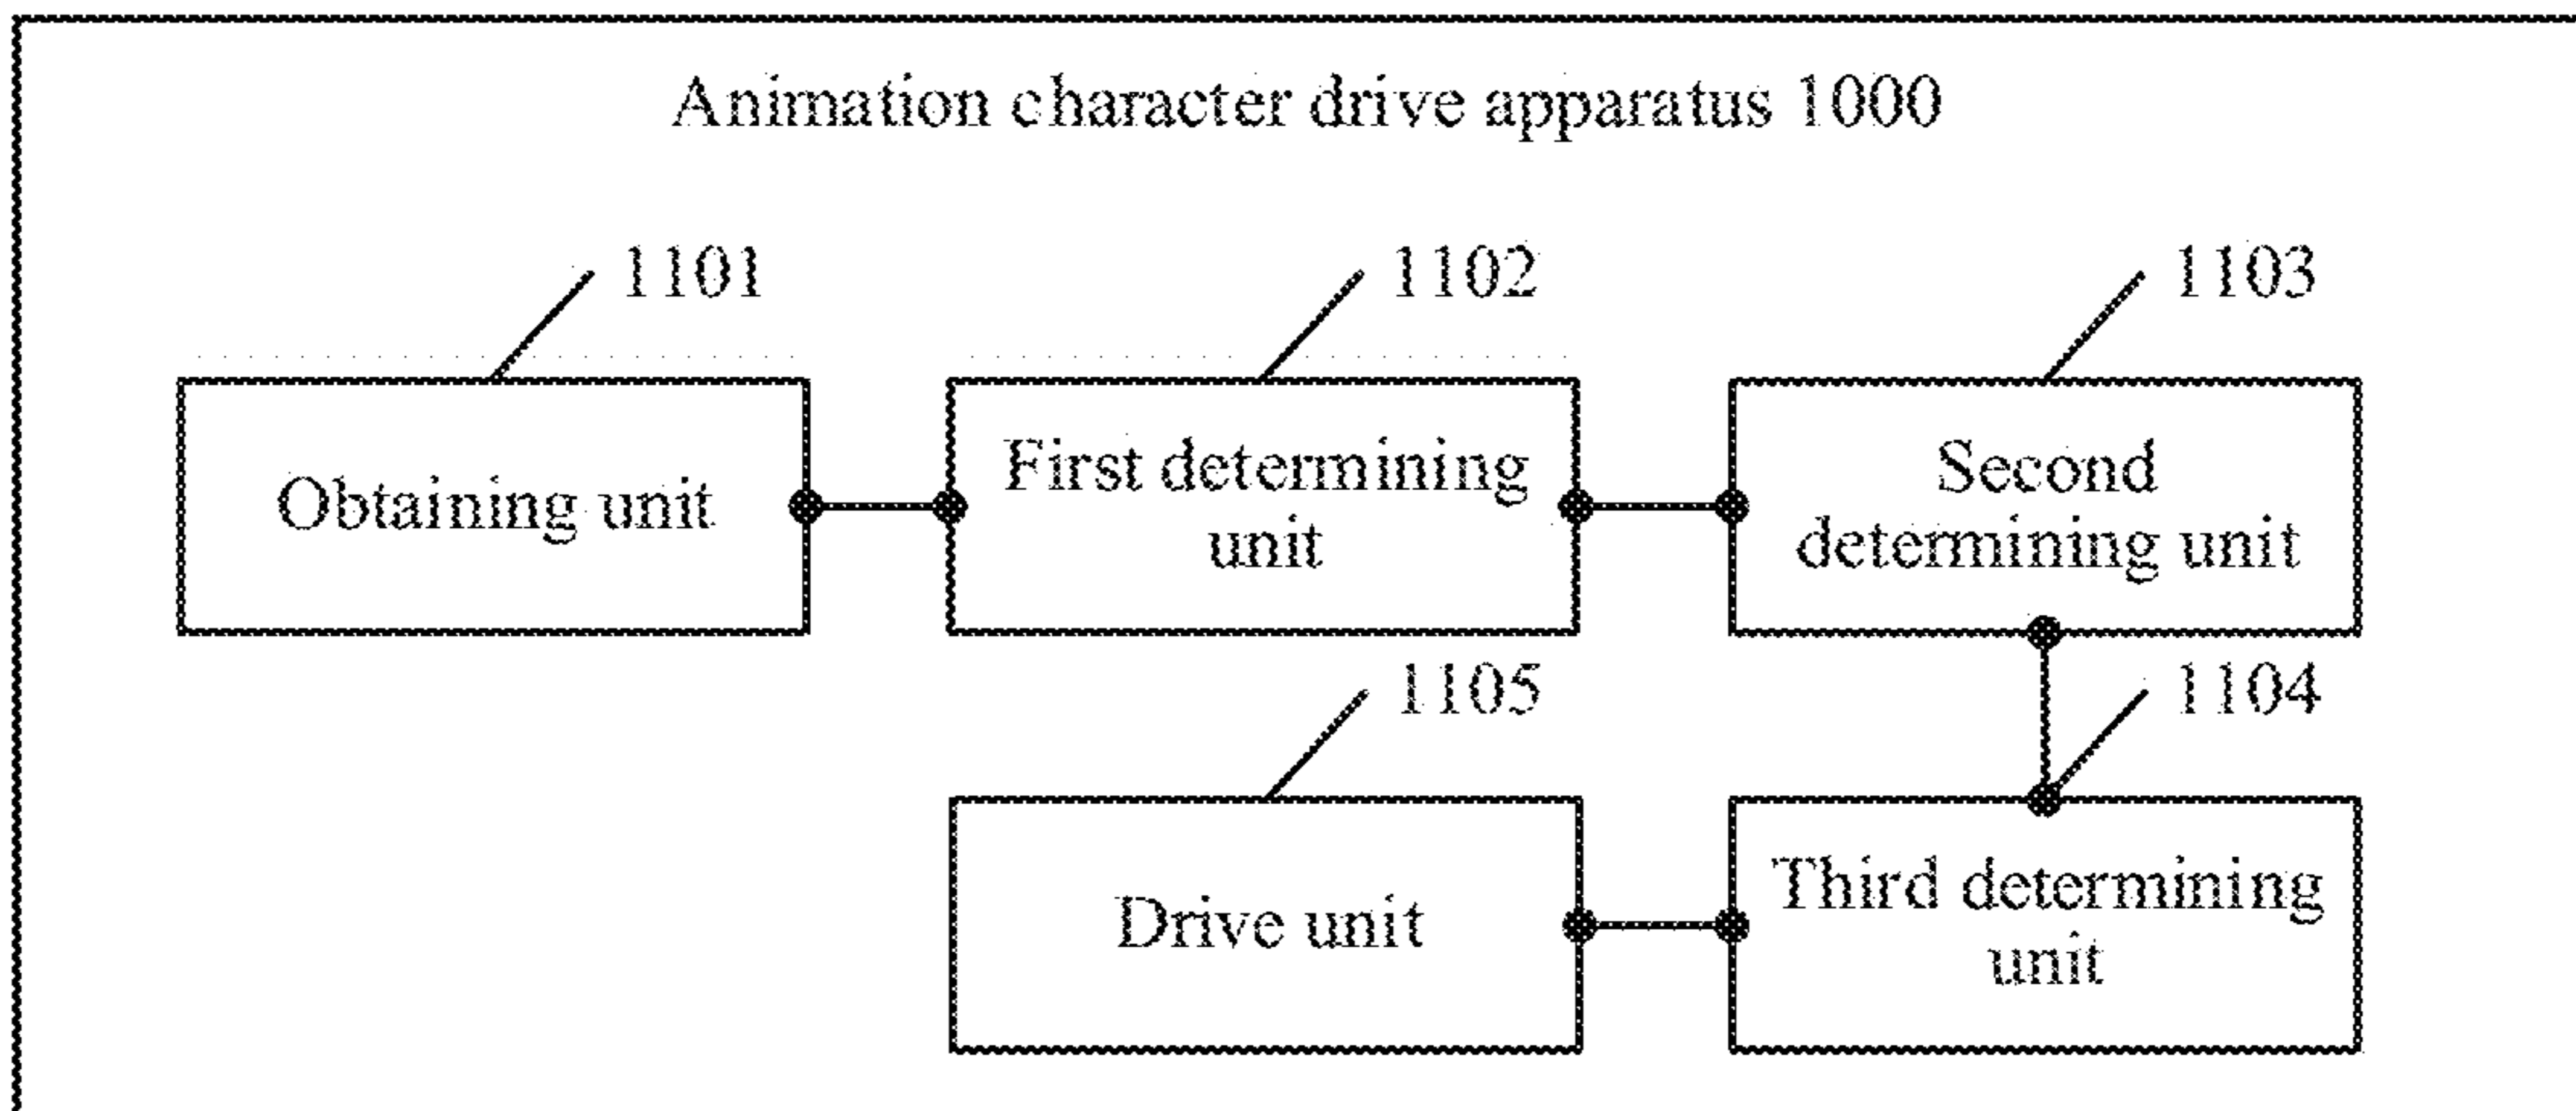 Animation character drive apparatus 1000
1101
1102
1103
Obtaining unit
First determining
unit
Second
determining unit
1105
1104
Drive unit
Third determining
unit